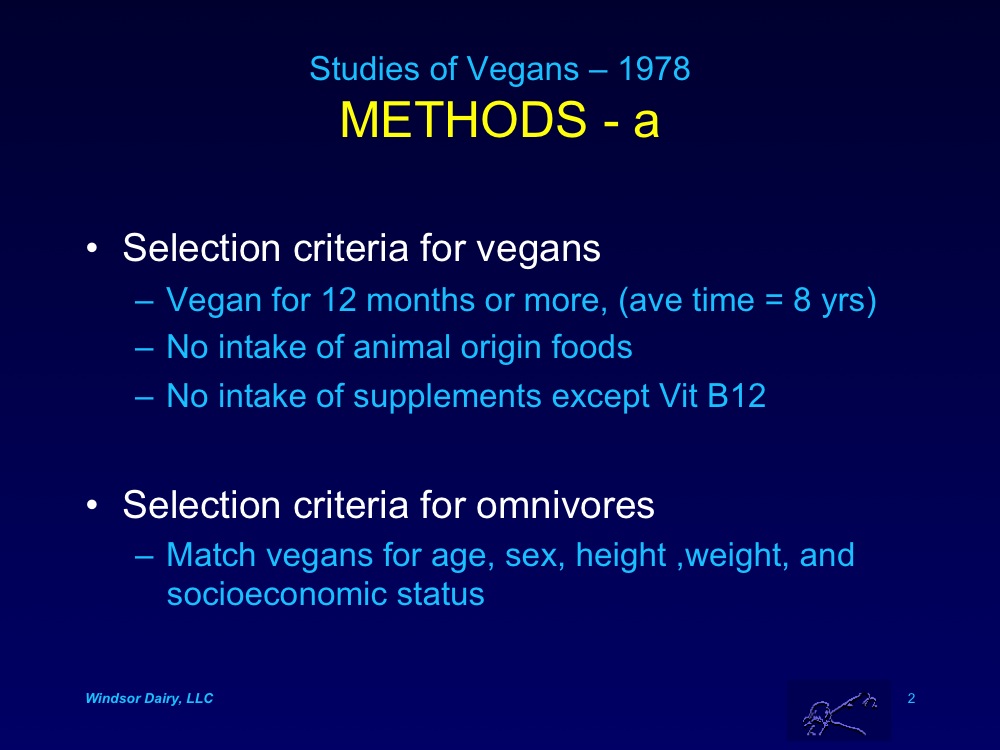 Studies of Vegans – 1978
METHODS - a
• Selection criteria for vegans
– Vegan for 12 months or more, (ave time = 8 yrs)
– No intake of animal origin foods
– No intake of supplements except Vit B12
• Selection criteria for omnivores
– Match vegans for age, sex, height ,weight, and
socioeconomic status
Windsor Dairy, LLC
2